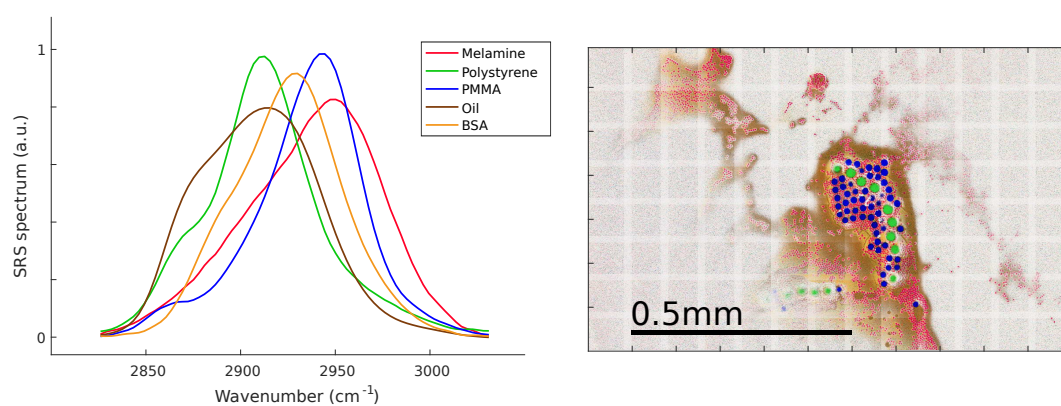 1
0
SRS spectrum (a.u.)
2850
2900
2950
3000
Wavenumber (cm⁻¹)
Melamine
Polystyrene
PMMA
Oil
BSA
0.5mm